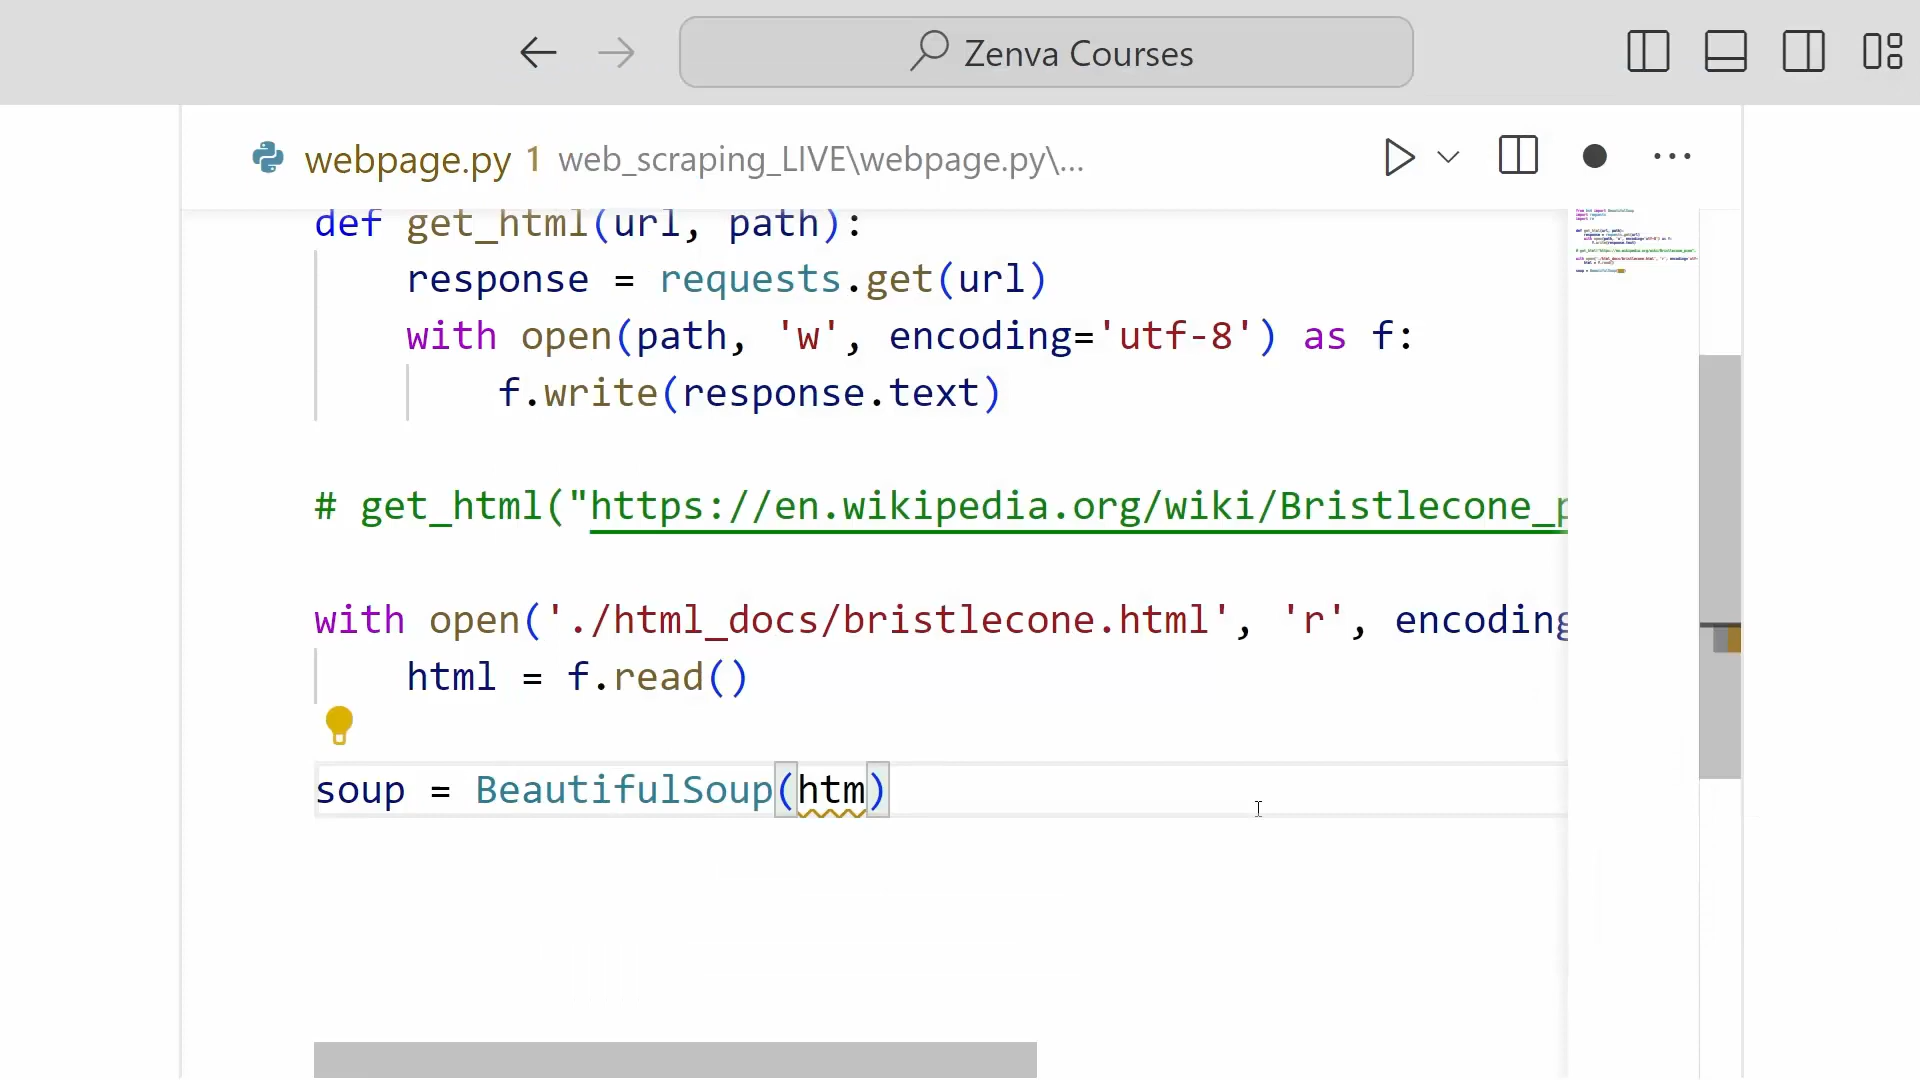 Zenva Courses
webpage.py 1 web_scraping_LIVE\webpage.py\...
def get_html(url, path):
response = requests.get(url)
with open(path, 'w', encoding='utf-8') as f:
f.write(response.text)
# get_html("https://en.wikipedia.org/wiki/Bristlecone_p
with open('./html_docs/bristlecone.html', 'r', encoding
html = f.read()
soup = BeautifulSoup(htm)